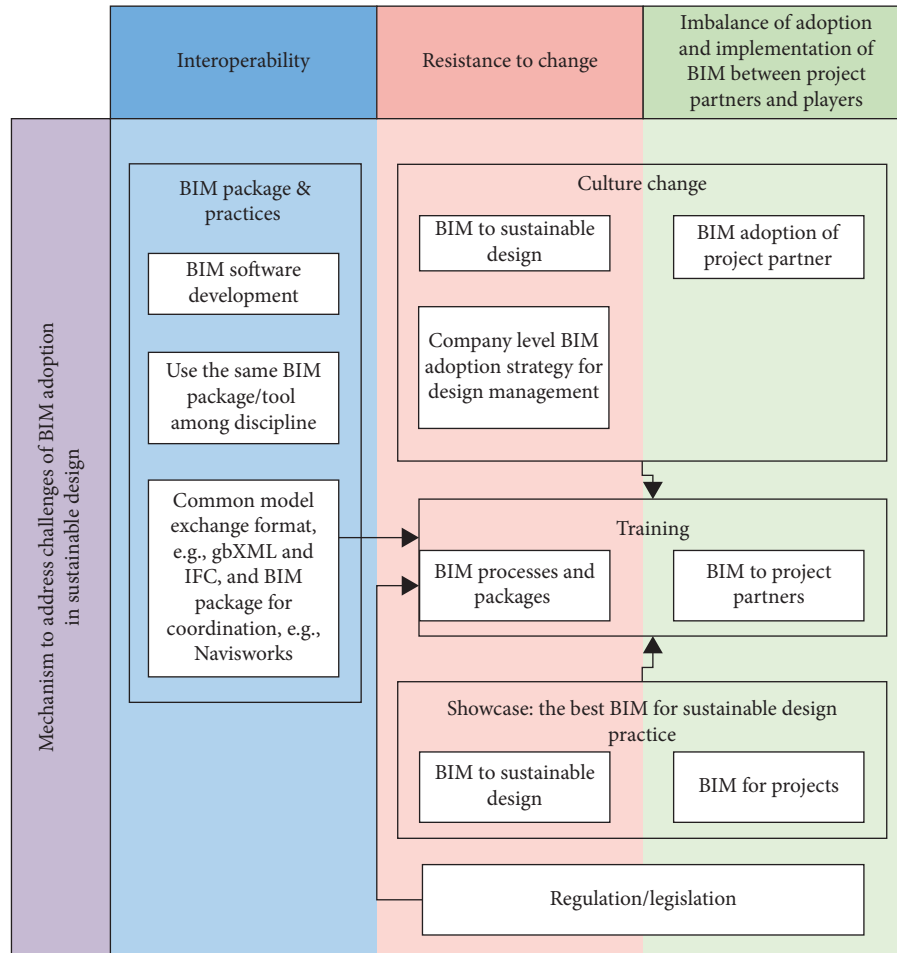 Interoperability
Resistance to change
Imbalance of adoption
and implementation of
BIM between project
partners and players
Mechanism to address challenges of BIM adoption
in sustainable design
BIM package &
practices
BIM software
development
Use the same BIM
package/tool
among discipline
Common model
exchange format,
e.g., gbXML and
IFC, and BIM
package for
coordination, e.g.,
Navisworks
Culture change
BIM to sustainable
design
BIM adoption of
project partner
Company level BIM
adoption strategy for
design management
Training
BIM processes and
packages
BIM to project
partners
Showcase: the best BIM for sustainable design
practice
BIM to sustainable
design
BIM for projects
Regulation/legislation